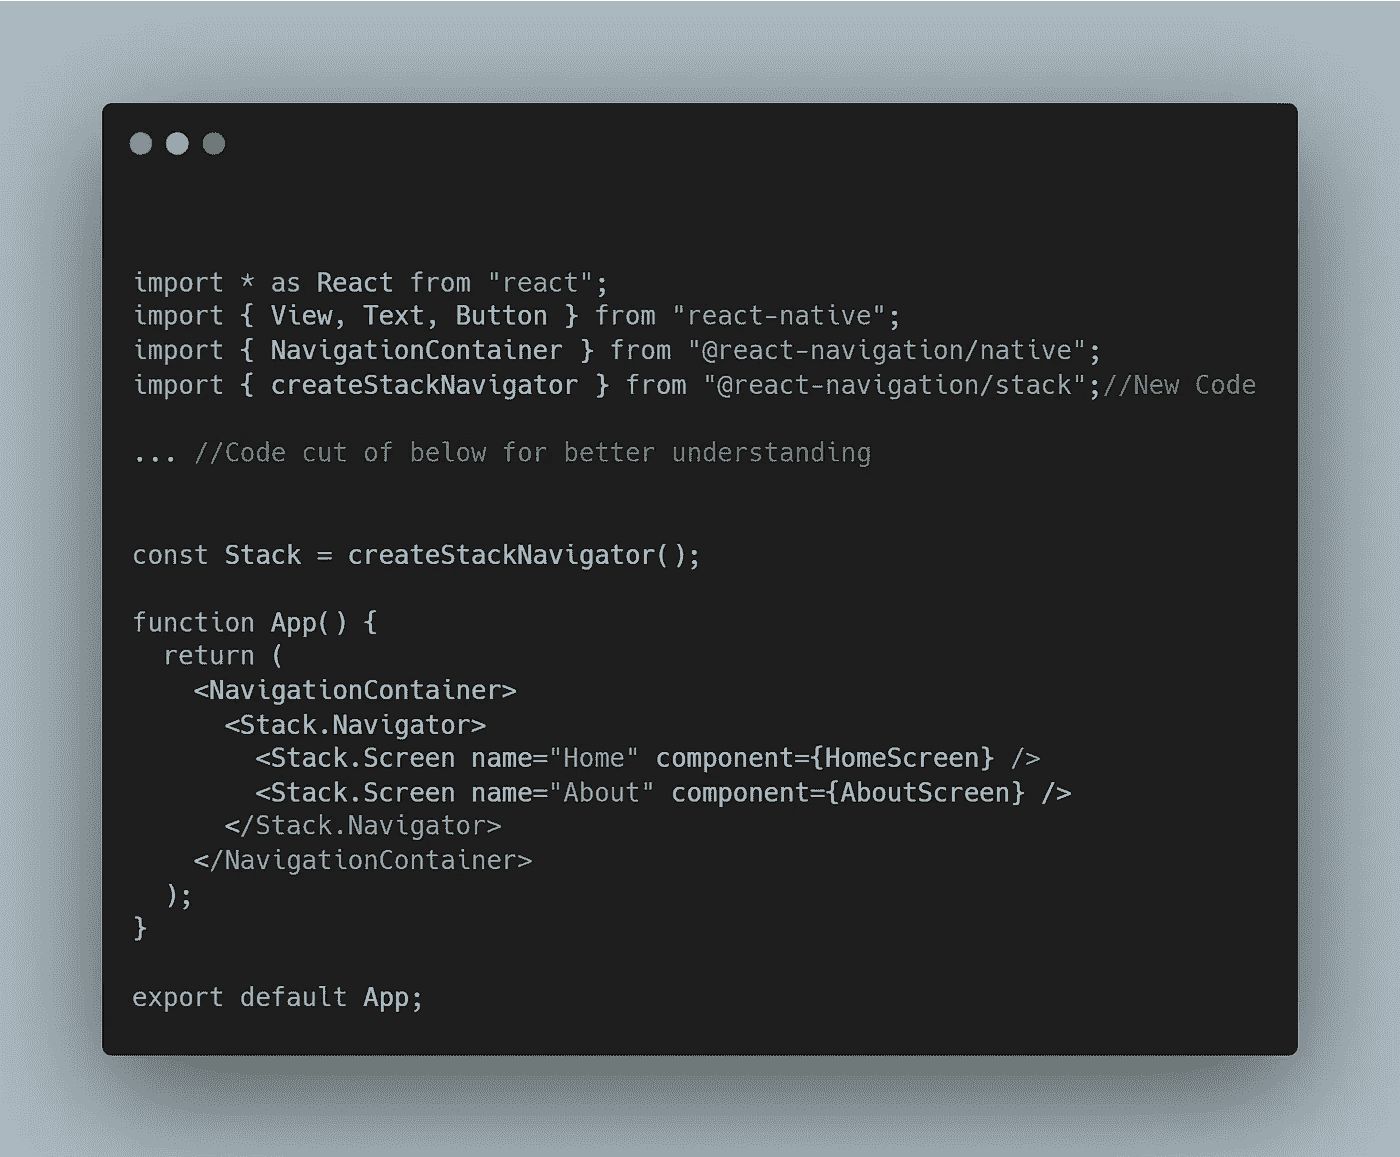 import * as React from "react";
import { View, Text, Button } from "react-native";
import { NavigationContainer } from "@react-navigation/native";
import { createStackNavigator } from "@react-navigation/stack";//New Code
... //Code cut of below for better understanding
const Stack = createStackNavigator();
function App() {
  return (
    <NavigationContainer>
      <Stack.Navigator>
        <Stack.Screen name="Home" component={HomeScreen} />
        <Stack.Screen name="About" component={AboutScreen} />
      </Stack.Navigator>
    </NavigationContainer>
  );
}
export default App;